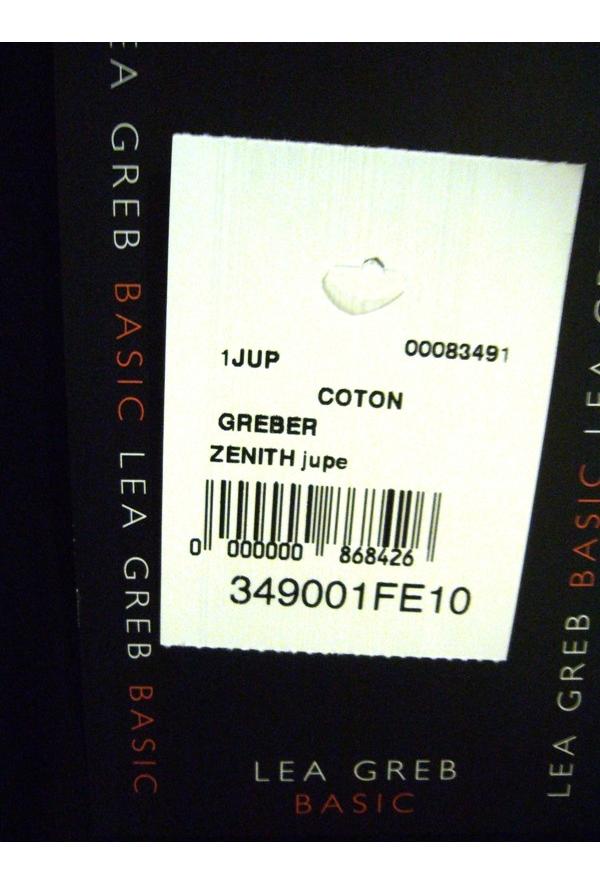 EA GREB BASIC LEA GREB BASIC
1JUP 00083491
COTON
GREBER
ZENITH jupe
0 000000 868426
349001FE10
LEA GREB
BASIC
LEA GREB BASIC LEA